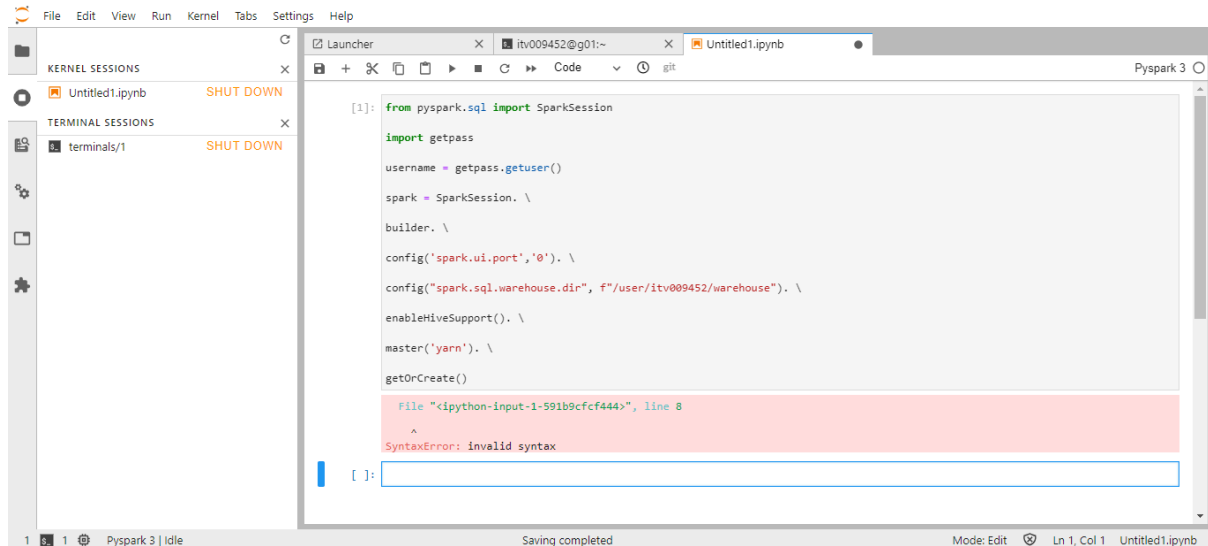 File Edit View Run Kernel Tabs Settings Help
KERNEL SESSIONS
Untitled1.ipynb SHUT DOWN
TERMINAL SESSIONS
terminals/1 SHUT DOWN
Launcher itv009452@g01:~ Untitled1.ipynb
Code git Pyspark 3
[1]: from pyspark.sql import SparkSession
import getpass
username = getpass.getuser()
spark = SparkSession. \
builder. \
config('spark.ui.port','0'). \
config("spark.sql.warehouse.dir", f"/user/itv009452/warehouse"). \
enableHiveSupport(). \
master('yarn'). \
getOrCreate()
File "<ipython-input-1-591b9cfcf444>", line 8
^
SyntaxError: invalid syntax
[ ]:
1 1 Pyspark 3 | Idle Saving completed Mode: Edit Ln 1, Col 1 Untitled1.ipynb